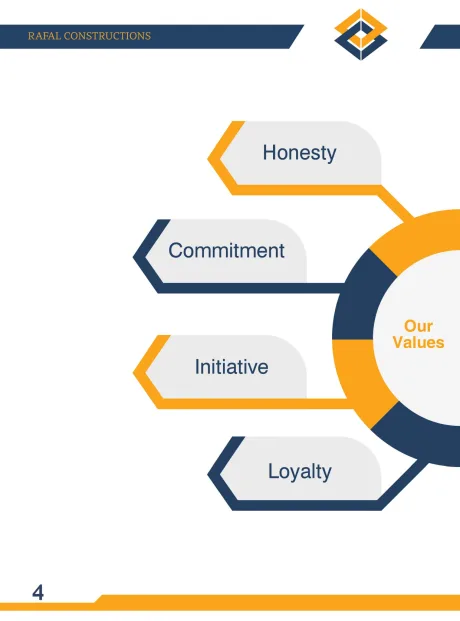 RAFAL CONSTRUCTIONS
Honesty
Commitment
Initiative
Loyalty
Our
Values
4